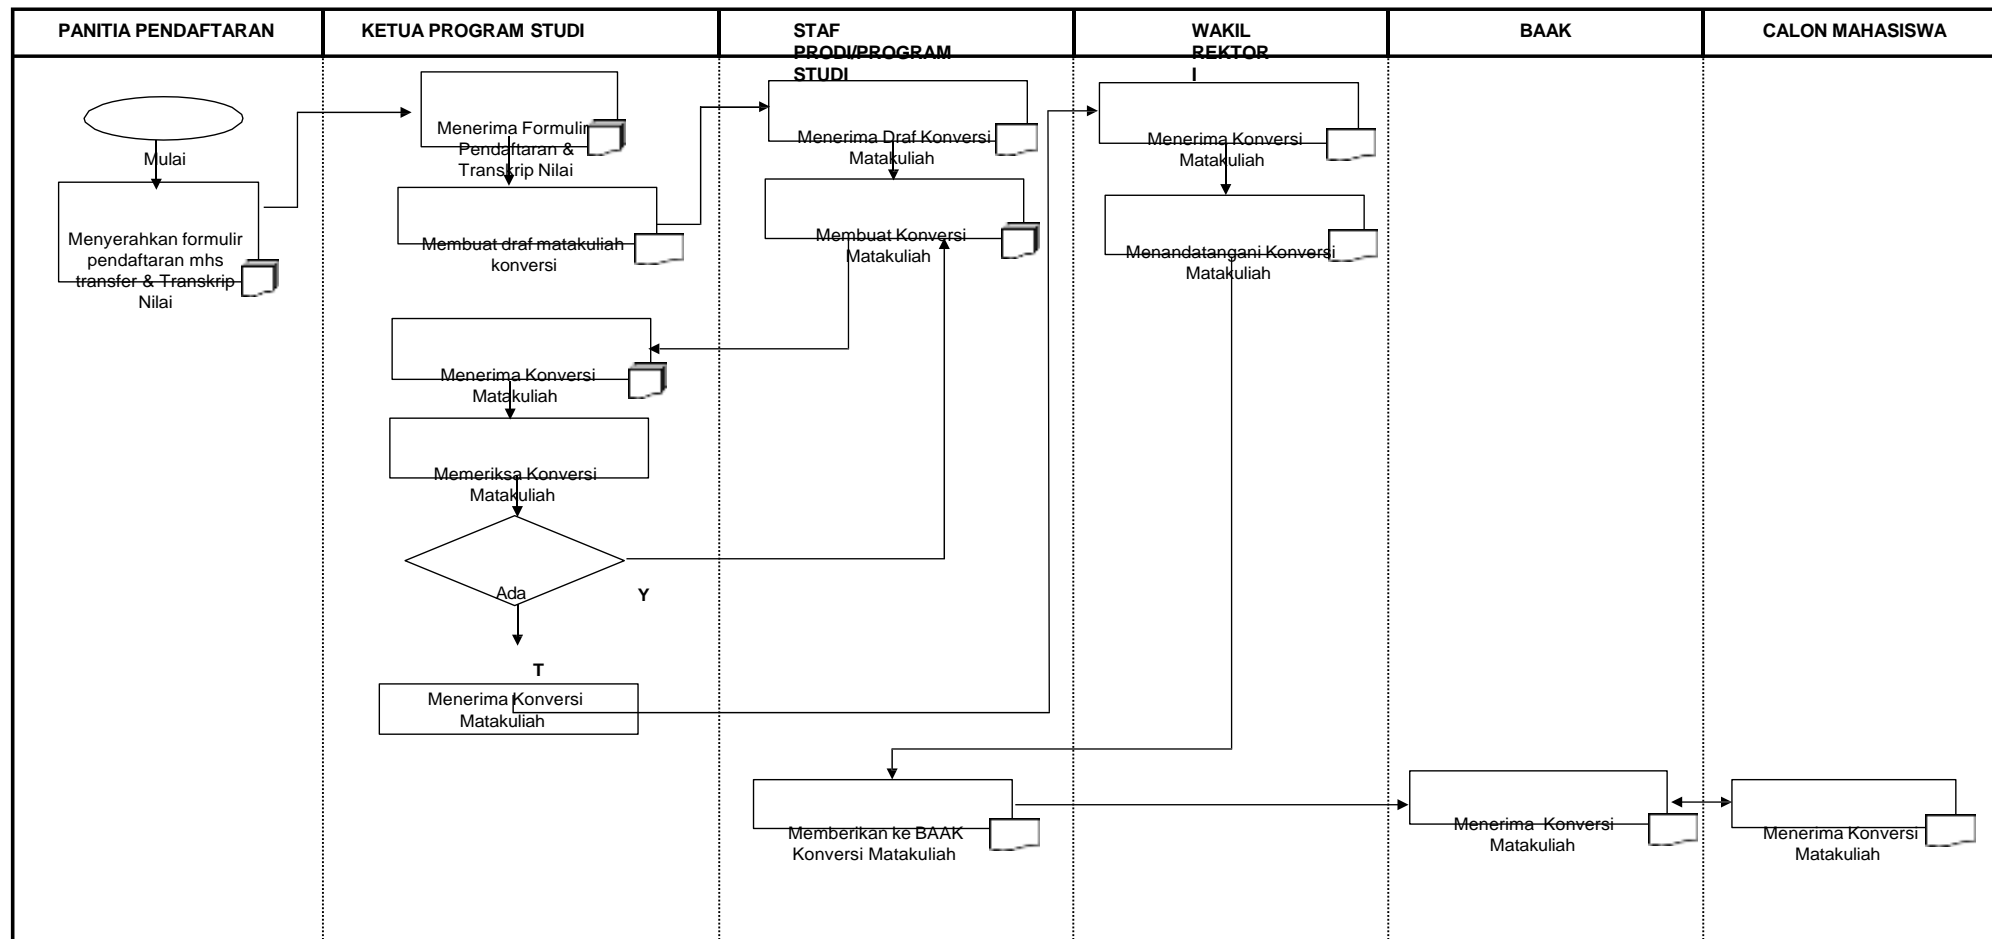 PANITIA PENDAFTARAN
KETUA PROGRAM STUDI
STAF
PRODI/PROGRAM
STUDI
WAKIL
REKTOR
I
BAAK
CALON MAHASISWA
Mulai
Menyerahkan formulir
pendaftaran mhs
transfer & Transkrip
Nilai
Menerima Formulir
Pendaftaran &
Transkrip Nilai
Membuat draf matakuliah
konversi
Menerima Konversi
Matakuliah
Memeriksa Konversi
Matakuliah
Ada
Y
T
Menerima Konversi
Matakuliah
Menerima Draf Konversi
Matakuliah
Membuat Konversi
Matakuliah
Memberikan ke BAAK
Konversi Matakuliah
Menerima Konversi
Matakuliah
Menandatangani Konversi
Matakuliah
Menerima  Konversi
Matakuliah
Menerima Konversi
Matakuliah